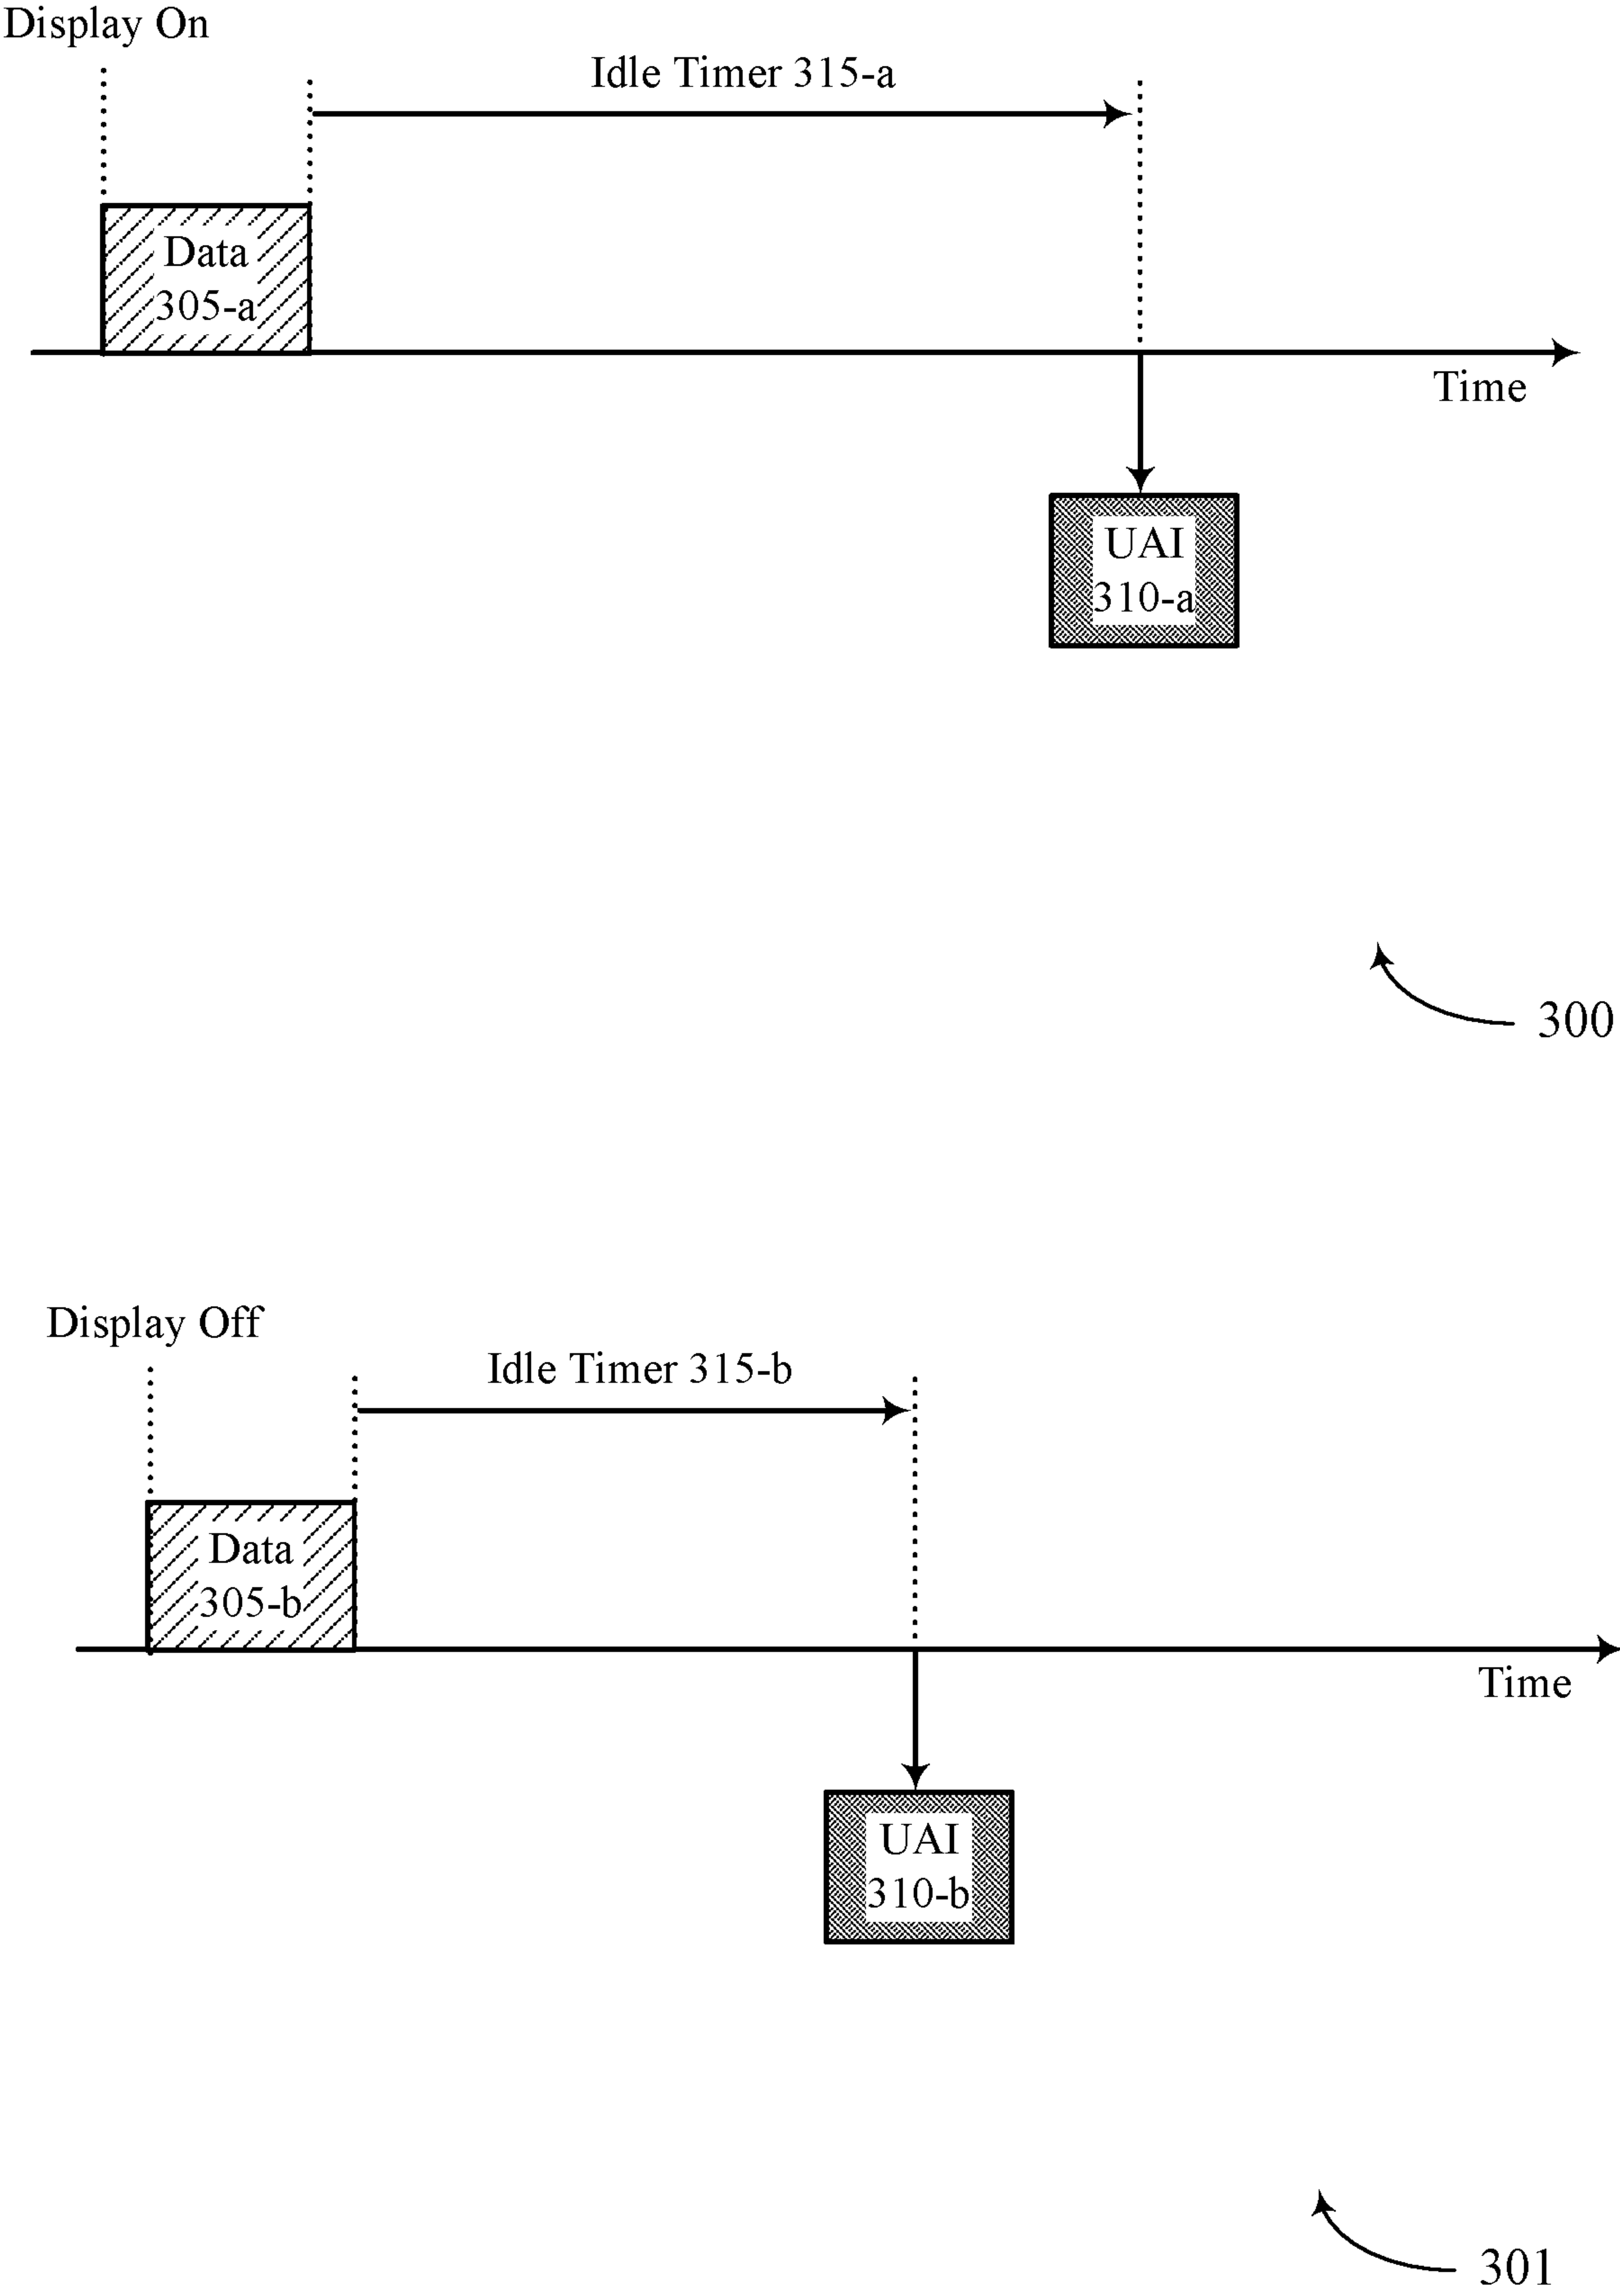 Display On
Idle Timer 315-a
Data
305-a
Time
UAI
310-a
300
Display Off
Idle Timer 315-b
Data
305-b
Time
UAI
310-b
301